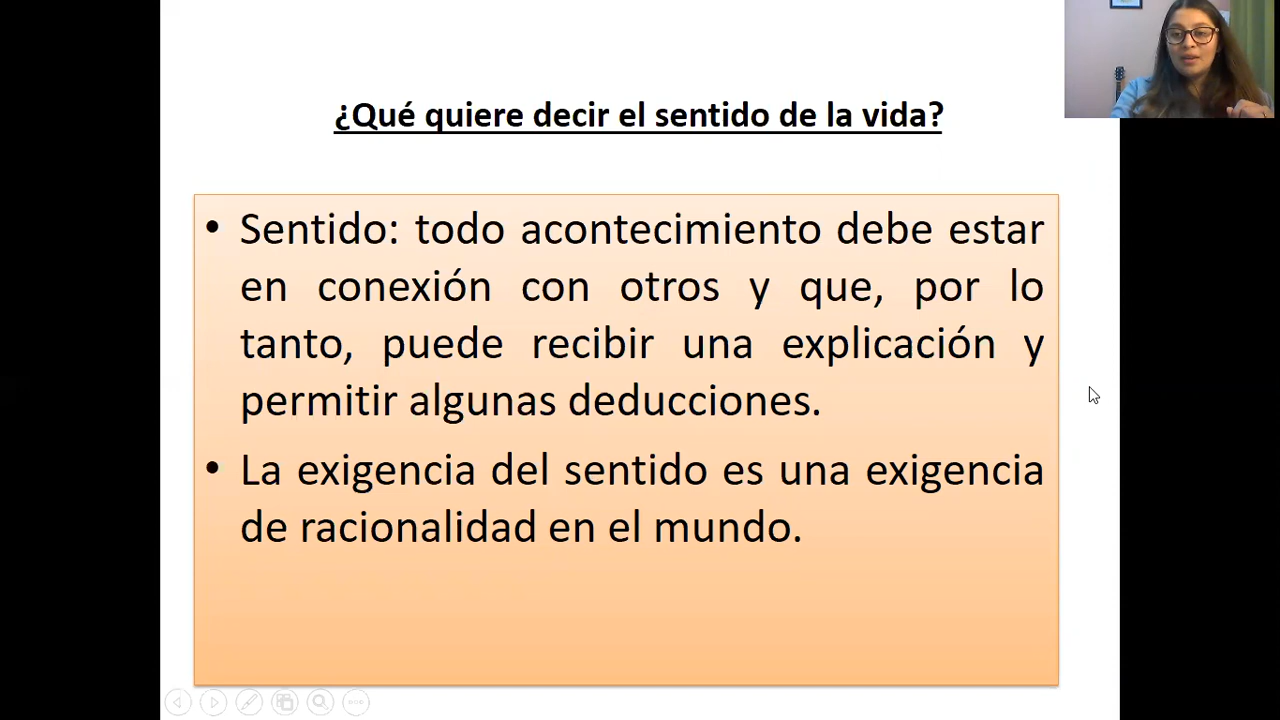 ¿Qué quiere decir el sentido de la vida?
• Sentido: todo acontecimiento debe estar
en conexión con otros y que, por lo
tanto, puede recibir una explicación y
permitir algunas deducciones.
• La exigencia del sentido es una exigencia
de racionalidad en el mundo.